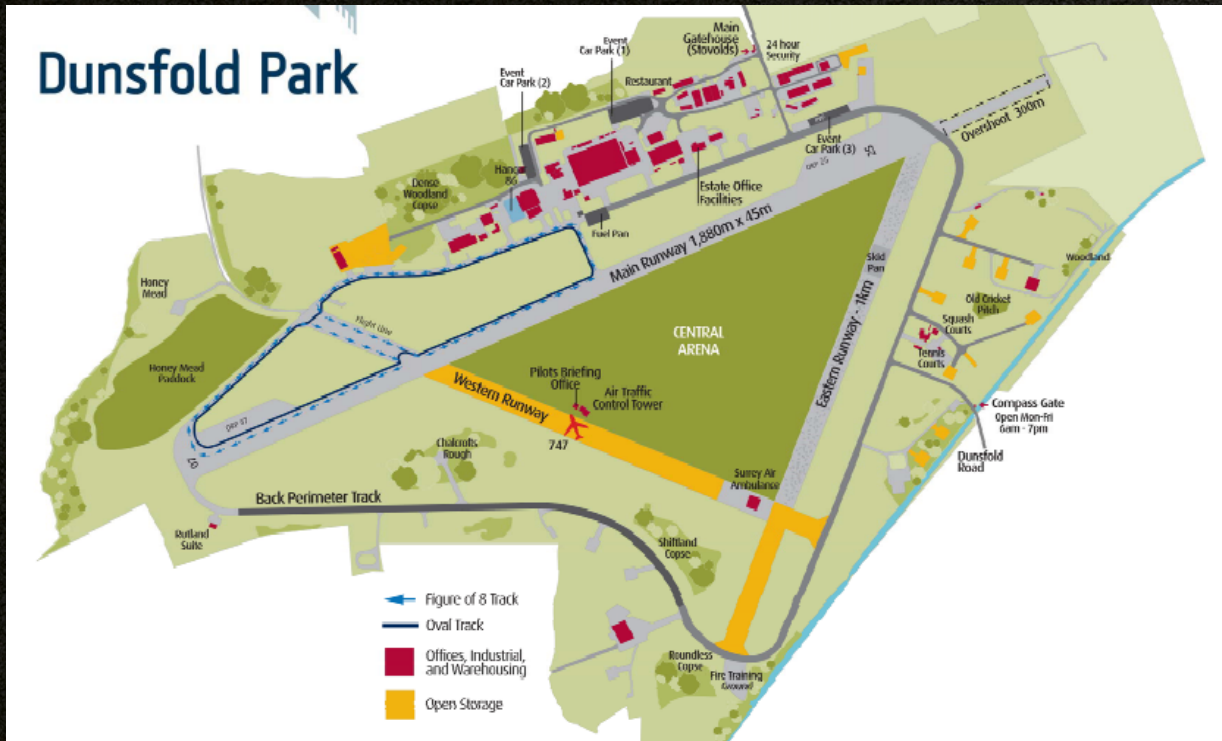 Dunsfold Park
Event
Car Park (2)
Event
Car Park (1)
Main
Gatehouse
(Stovolds)
24 hour
Security
Restaurant
Overshoot 300m
Event
Car Park (3)
Dense
Woodland
Copse
86
Estate Office
Facilities
Fuel Pan
Main Runway 1,880m x 45m
25
Skid
Pan
Woodland
Honey
Mead
Flight Line
Old Cricket
Pitch
Squash
Courts
Tennis
Courts
CENTRAL
ARENA
Eastern Runway - 1km
Honey Mead
Paddock
Western Runway
Pilots Briefing
Office
Air Traffic
Control Tower
747
Compass Gate
Open Mon-Fri
6am - 7pm
Dunsfold
Road
07
Chalcrofts
Rough
Surrey Air
Ambulance
Back Perimeter Track
Rutland
Suite
Shiftland
Copse
Roundless
Copse
Fire Training
Ground
Figure of 8 Track
Oval Track
Offices, Industrial,
and Warehousing
Open Storage